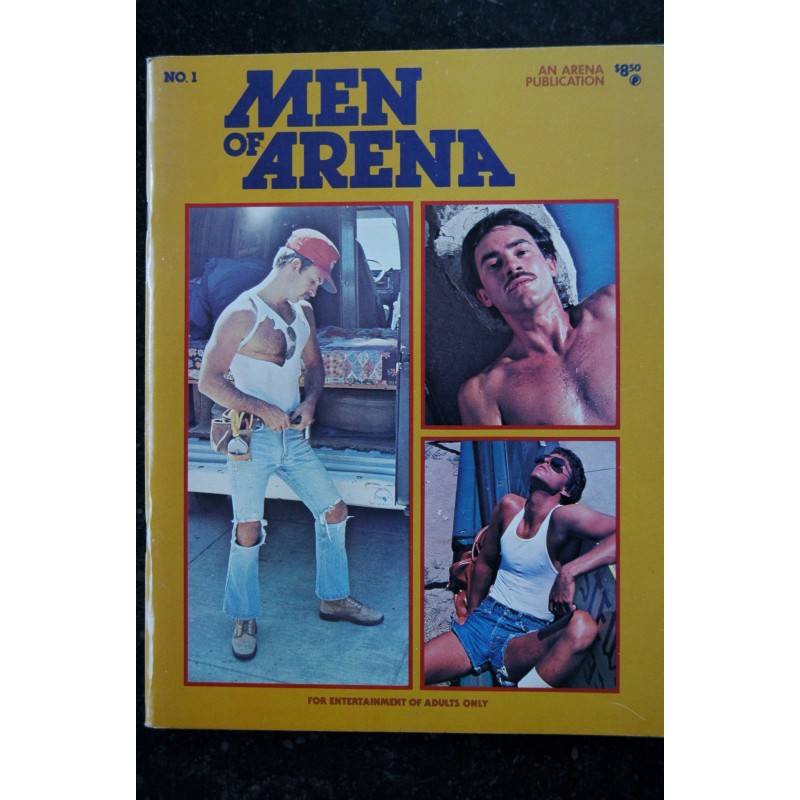 NO. 1
MEN
OF ARENA
AN ARENA
PUBLICATION
$8.50
FOR ENTERTAINMENT OF ADULTS ONLY